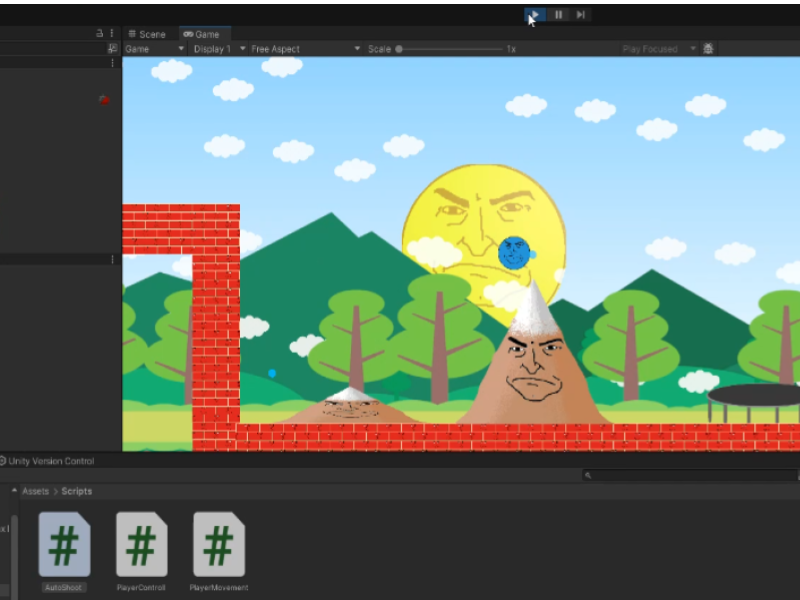 Scene Game
Game Display 1 Free Aspect Scale 1x Play Focused
Unity Version Control
Assets > Scripts
# # #
AutoShoot PlayerControll PlayerMovement